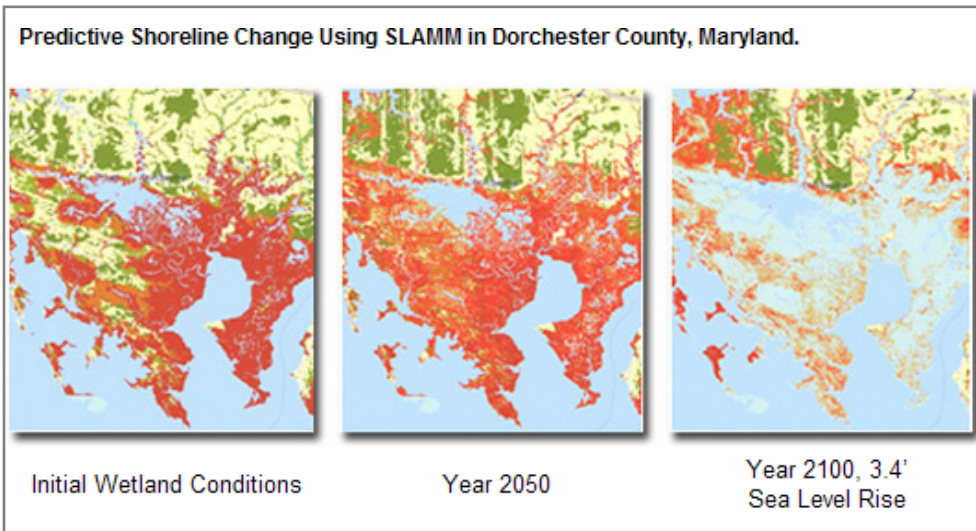 Predictive Shoreline Change Using SLAMM in Dorchester County, Maryland.
Initial Wetland Conditions
Year 2050
Year 2100, 3.4'
Sea Level Rise